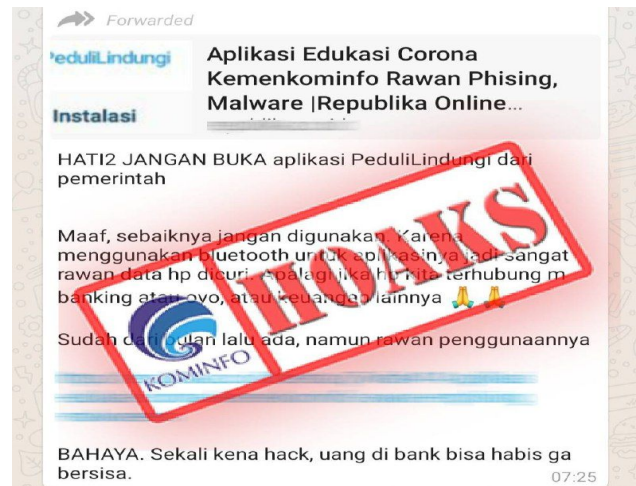 Forwarded
PeduliLindungi
Instalasi
Aplikasi Edukasi Corona
Kemenkominfo Rawan Phising,
Malware |Republika Online...
HATI2 JANGAN BUKA aplikasi PeduliLindungi dari
pemerintah
Maaf, sebaiknya jangan digunakan. Karena
menggunakan bluetooth untuk aplikasinya jadi sangat
rawan data hp dicuri. Apalagi jika hp kita terhubung m
banking atau ovo, atau keuangan lainnya 🙏 🙏
Sudah dari bulan lalu ada, namun rawan penggunaannya
BAHAYA. Sekali kena hack, uang di bank bisa habis ga
bersisa.
07:25
HOAKS
KOMINFO